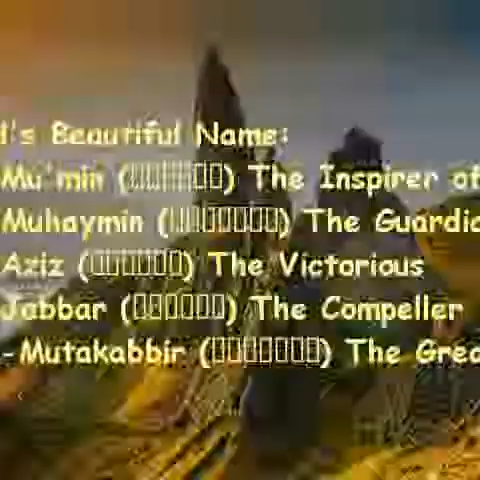 's Beautiful Name:
Mu'min (▯▯▯▯▯▯▯) The Inspirer of
Muhaymin (▯▯▯▯▯▯▯▯) The Guardia
Aziz (▯▯▯▯▯▯▯) The Victorious
Jabbar (▯▯▯▯▯▯▯) The Compeller
-Mutakabbir (▯▯▯▯▯▯▯▯) The Grea